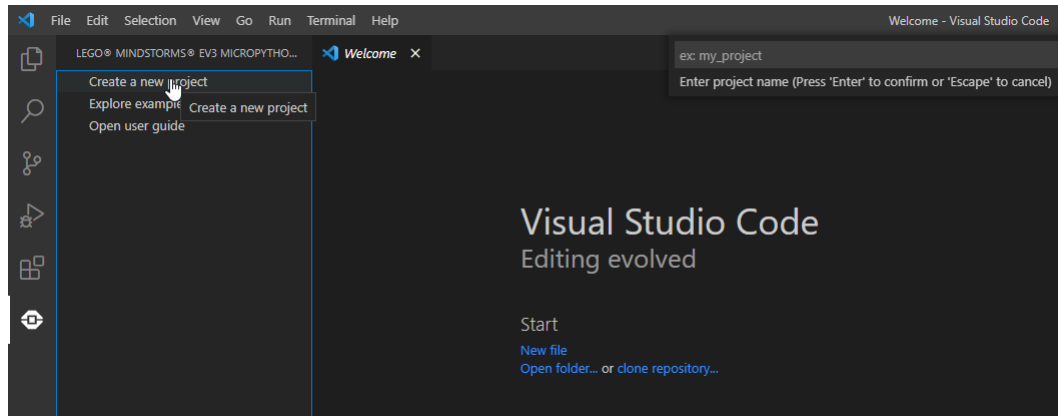 File Edit Selection View Go Run Terminal Help
Welcome - Visual Studio Code
LEGO® MINDSTORMS® EV3 MICROPYTHO...
Welcome
ex: my_project
Enter project name (Press 'Enter' to confirm or 'Escape' to cancel)
Create a new project
Explore example
Create a new project
Open user guide
Visual Studio Code
Editing evolved
Start
New file
Open folder... or clone repository...